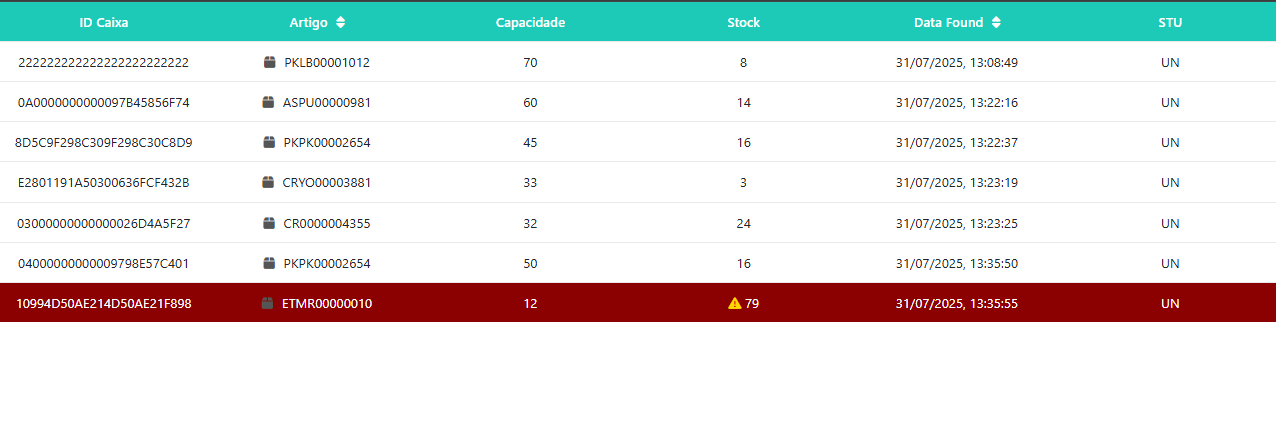 ID Caixa Artigo Capacidade Stock Data Found STU
222222222222222222222222 PKLB00001012 70 8 31/07/2025, 13:08:49 UN
0A0000000000097B45856F74 ASPU00000981 60 14 31/07/2025, 13:22:16 UN
8D5C9F298C309F298C30C8D9 PKPK00002654 45 16 31/07/2025, 13:22:37 UN
E2801191A50300636FCF432B CRYO00003881 33 3 31/07/2025, 13:23:19 UN
03000000000000026D4A5F27 CR0000004355 32 24 31/07/2025, 13:23:25 UN
04000000000009798E57C401 PKPK00002654 50 16 31/07/2025, 13:35:50 UN
10994D50AE214D50AE21F898 ETMR00000010 12 79 31/07/2025, 13:35:55 UN